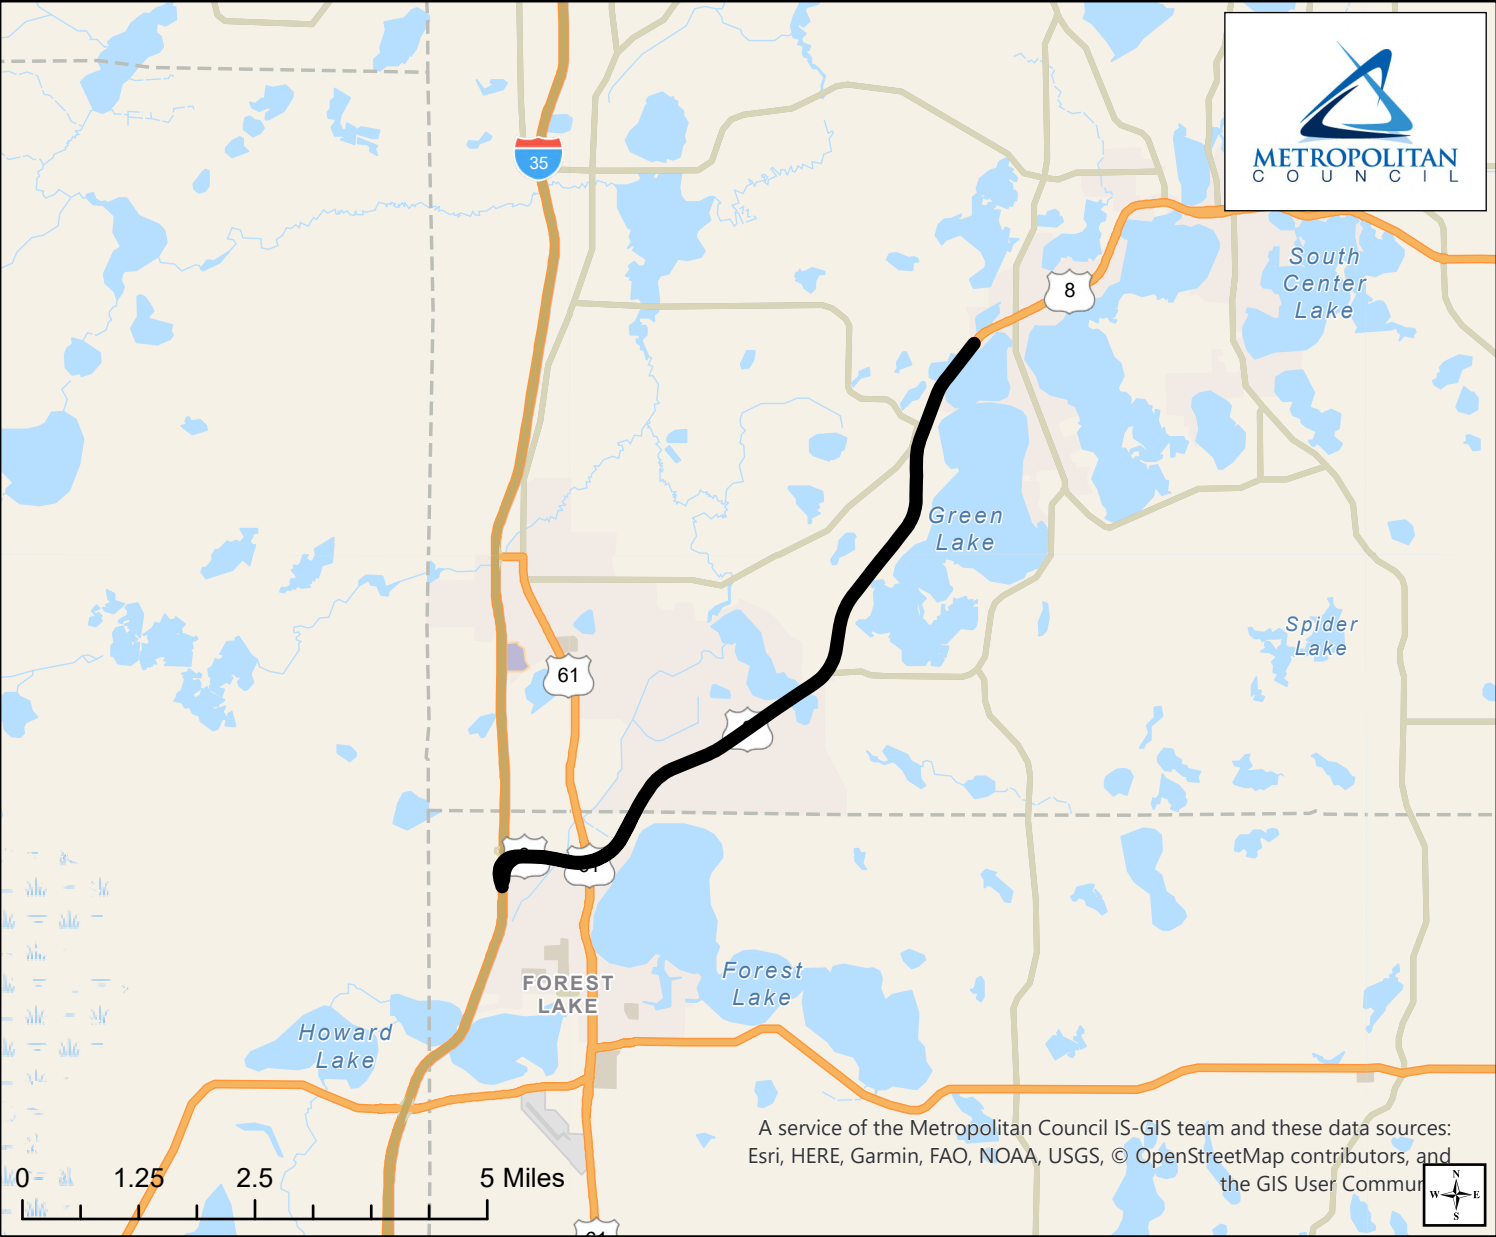 METROPOLITAN
COUNCIL
35
8
South
Center
Lake
Green
Lake
Spider
Lake
61
Forest
Lake
FOREST
LAKE
Howard
Lake
A service of the Metropolitan Council IS-GIS team and these data sources:
Esri, HERE, Garmin, FAO, NOAA, USGS, © OpenStreetMap contributors, and
the GIS User
0 1.25 2.5 5 Miles
N
W E
S